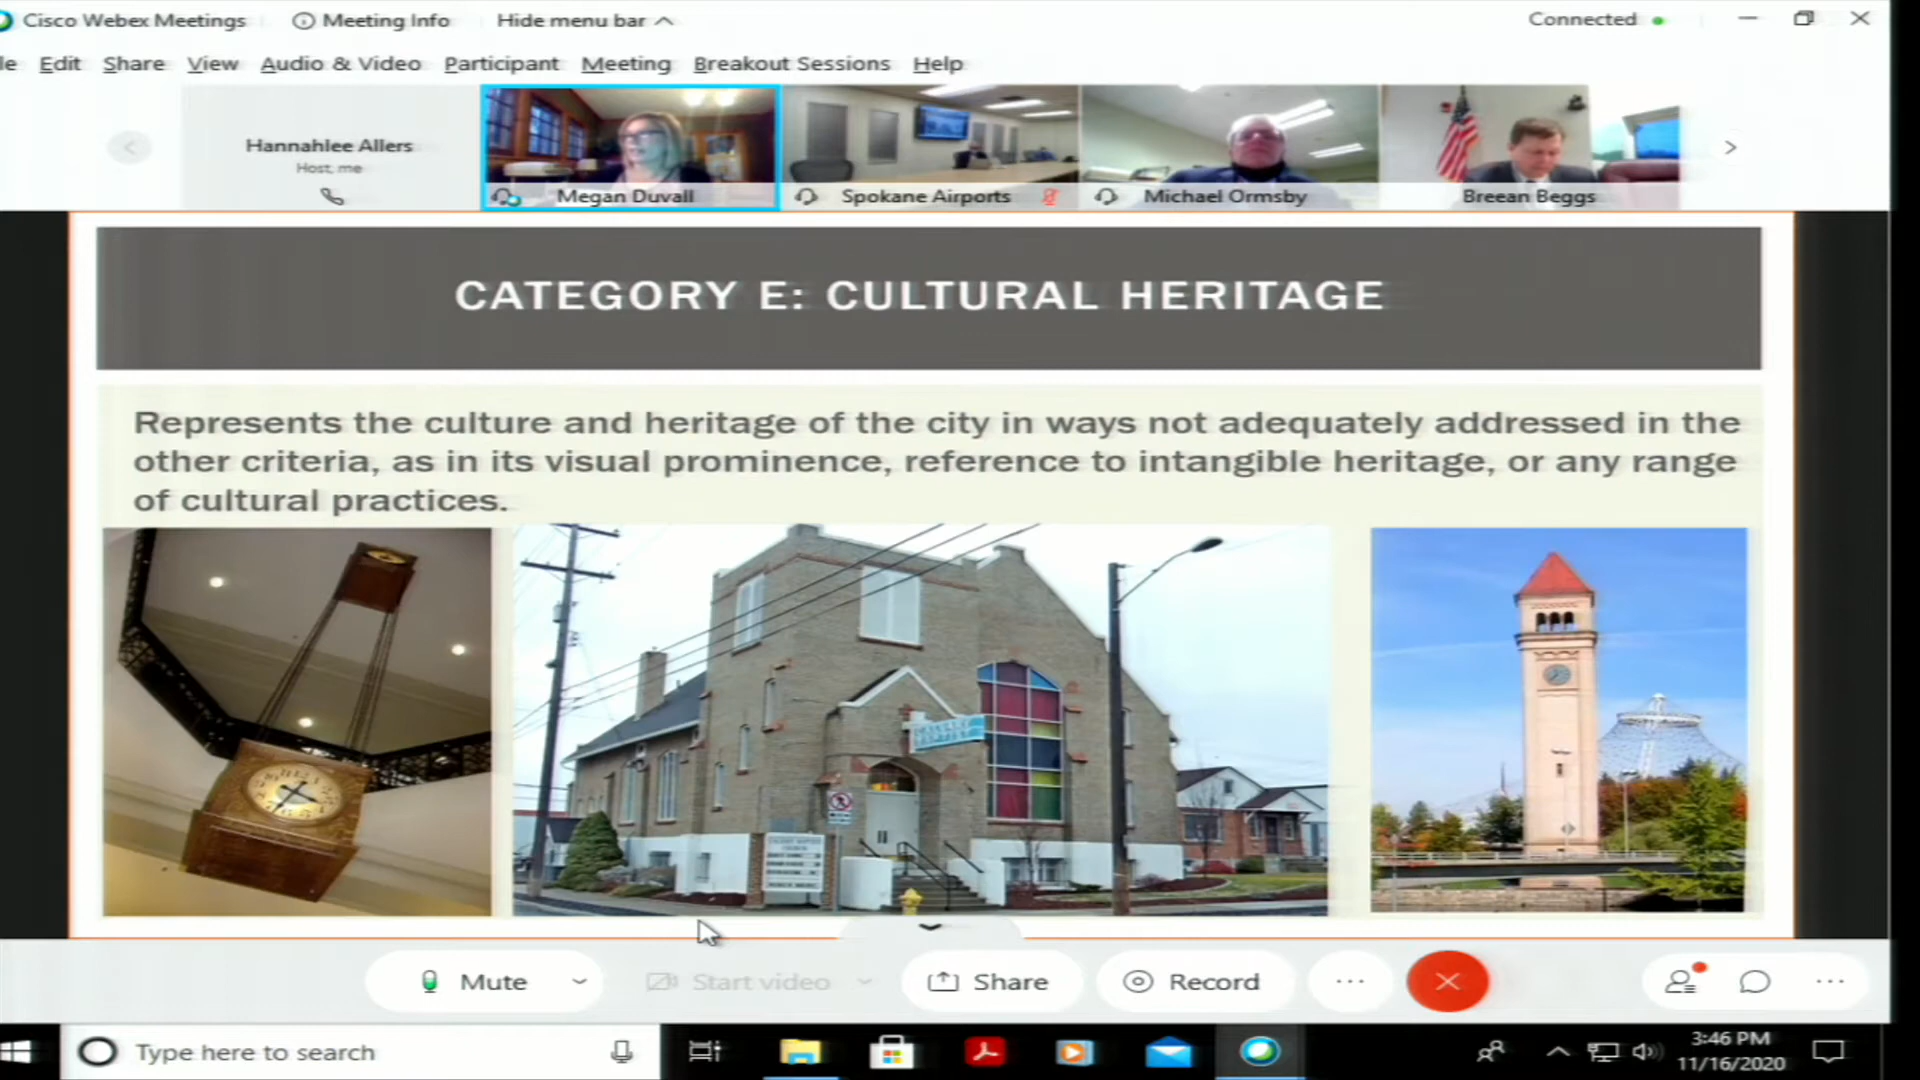 Cisco Webex Meetings
Meeting Info
Hide menu bar
Connected
le Edit Share View Audio & Video Participant Meeting Breakout Sessions Help
Hannahlee Allers
Host, me
Megan Duvall
Spokane Airports
Michael Ormsby
Breean Beggs
CATEGORY E: CULTURAL HERITAGE
Represents the culture and heritage of the city in ways not adequately addressed in the
other criteria, as in its visual prominence, reference to intangible heritage, or any range
of cultural practices.
Mute
Start video
Share
Record
Type here to search
3:46 PM
11/16/2020